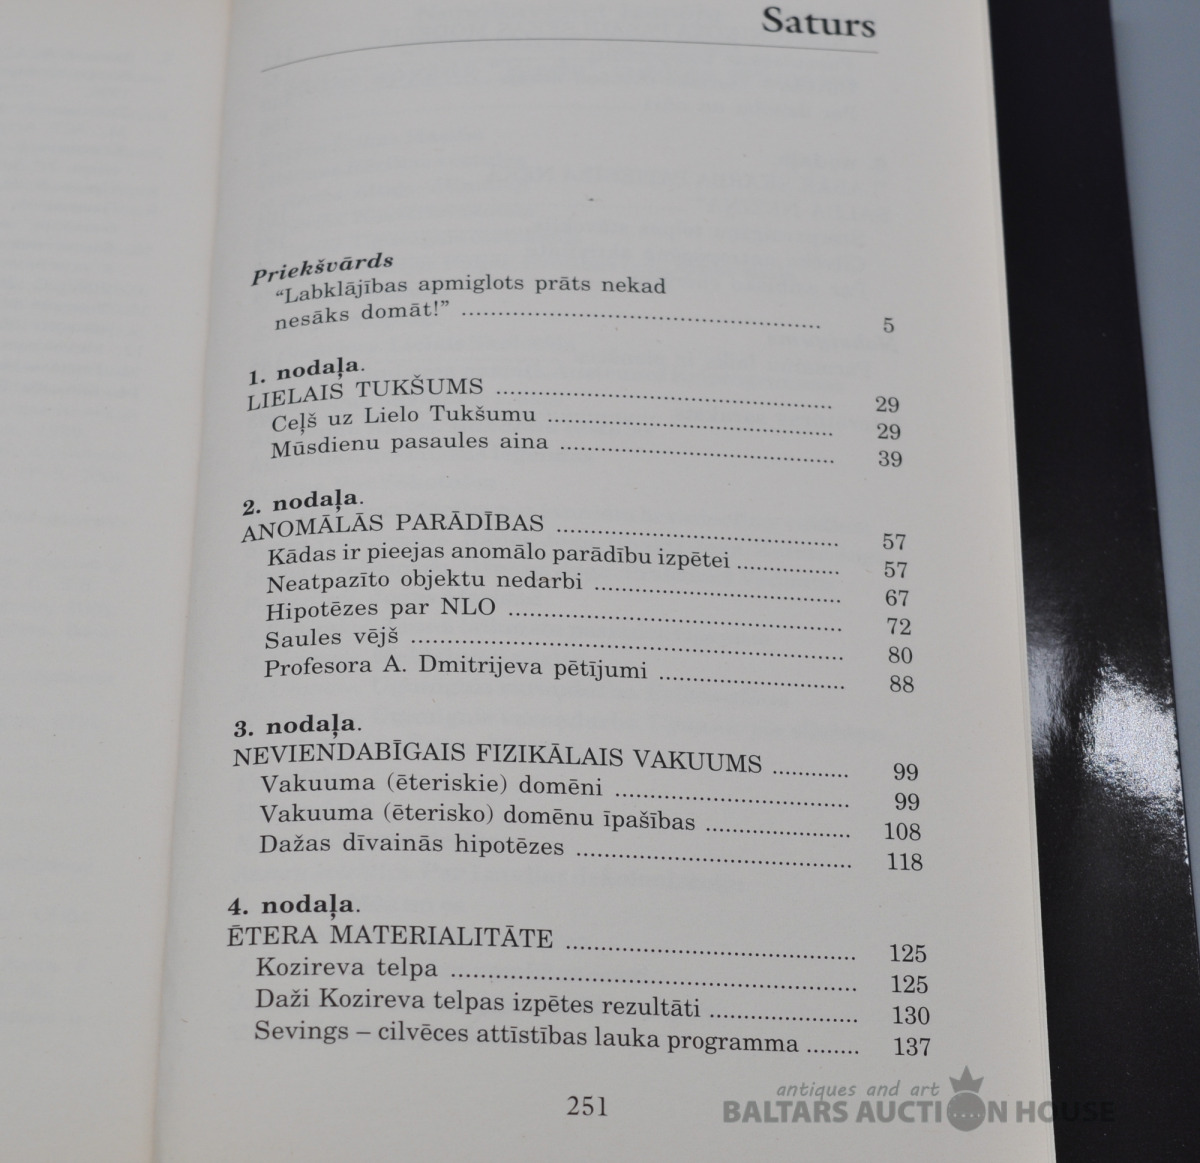 Saturs
Priekšvārds
“Labklājības apmiglots prāts nekad
nesāks domāt!” .......... 5
1. nodaļa.
LIELAIS TUKŠUMS .......... 29
Ceļš uz Lielo Tukšumu .......... 29
Mūsdienu pasaules aina .......... 39
2. nodaļa.
ANOMĀLĀS PARĀDĪBAS .......... 57
Kādas ir pieejas anomālo parādību izpētei .......... 57
Neatpazīto objektu nedarbi .......... 67
Hipotēzes par NLO .......... 72
Saules vējš .......... 80
Profesora A. Dmitrijeva pētījumi .......... 88
3. nodaļa.
NEVIENDABĪGAIS FIZIKĀLAIS VAKUUMS .......... 99
Vakuuma (ēteriskie) domēni .......... 99
Vakuuma (ēterisko) domēnu īpašības .......... 108
Dažas dīvainās hipotēzes .......... 118
4. nodaļa.
ĒTERA MATERIALITĀTE .......... 125
Kozireva telpa .......... 125
Daži Kozireva telpas izpētes rezultāti .......... 130
Sevings – cilvēces attīstības lauka programma ........ 137
251
antiques and art
BALTARS AUCTION HOUSE